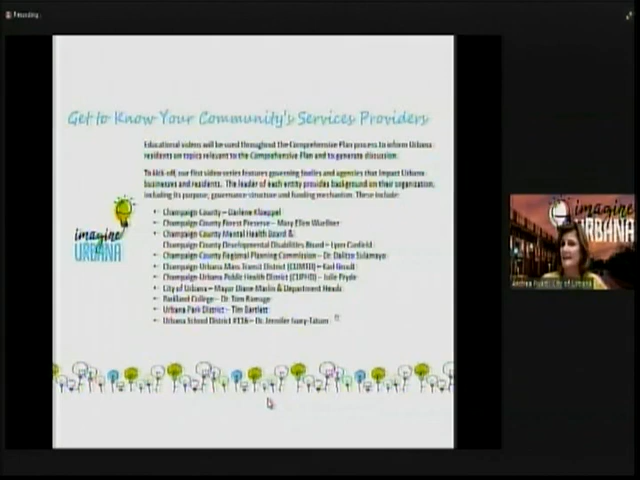 Recording
Get to Know Your Community's Services Providers
Educational videos will be used throughout the Comprehensive Plan process to inform Urbana
residents on topics relevant to the Comprehensive Plan and to generate discussion.
To kick off, our first video series features governing bodies and agencies that impact Urbana
businesses and residents. The leader of each entity provides background on their organization,
including its purpose, governance structure and funding mechanism. These include:
• Champaign County – Darlene Kloeppel
• Champaign County Forest Preserve – Mary Ellen Wuellner
• Champaign County Mental Health Board &
Champaign County Developmental Disabilities Board – Lynn Canfield
• Champaign County Regional Planning Commission – Dr. Dalitso Sulamoyo
• Champaign-Urbana Mass Transit District (CUMTD) – Karl Gnadt
• Champaign-Urbana Public Health District (CUPHD) – Julie Pryde
• City of Urbana – Mayor Diane Marlin & Department Heads
• Parkland College – Dr. Tom Ramage
• Urbana Park District – Tim Bartlett
• Urbana School District #116 – Dr. Jennifer Ivory-Tatum
imagine
URBANA
imagine
URBANA
City of Urbana